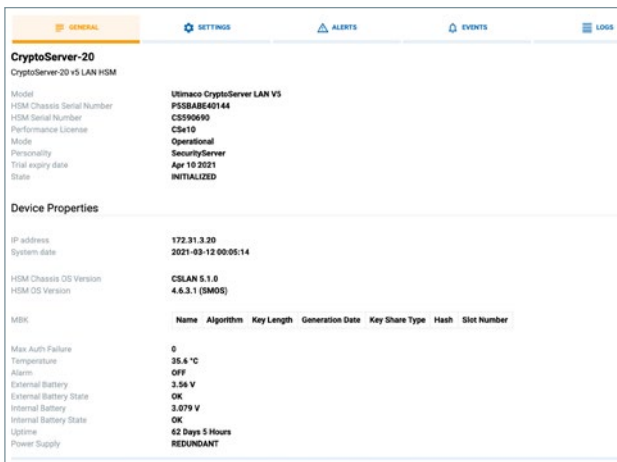 GENERAL SETTINGS ALERTS EVENTS LOGS
CryptoServer-20
CryptoServer-20 v5 LAN HSM
Model Utimaco CryptoServer LAN V5
HSM Chassis Serial Number P5SBABE40144
HSM Serial Number CS590690
Performance License CSe10
Mode Operational
Personality SecurityServer
Trial expiry date Apr 10 2021
State INITIALIZED
Device Properties
IP address 172.31.3.20
System date 2021-03-12 00:05:14
HSM Chassis OS Version CSLAN 5.1.0
HSM OS Version 4.6.3.1 (SMOS)
MBK Name Algorithm Key Length Generation Date Key Share Type Hash Slot Number
Max Auth Failure 0
Temperature 35.6 °C
Alarm OFF
External Battery 3.56 V
External Battery State OK
Internal Battery 3.079 V
Internal Battery State OK
Uptime 62 Days 5 Hours
Power Supply REDUNDANT